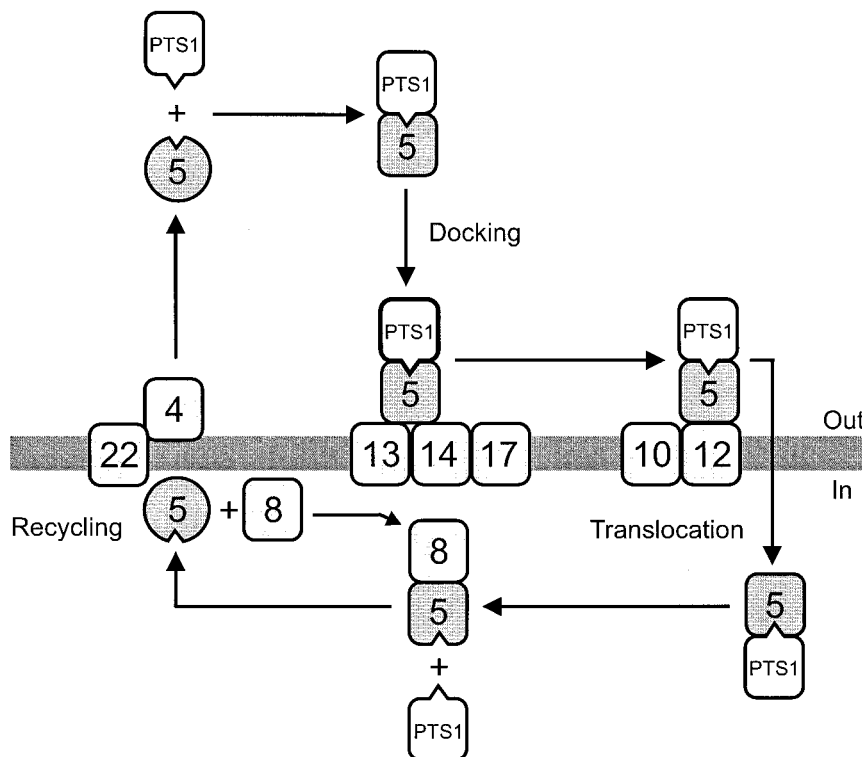 PTS1
PTS1
+
5
5
Docking
PTS1
PTS1
5
5
4
Out
22
13
14
17
10
12
In
Recycling
5
+
8
8
Translocation
5
5
+
PTS1
PTS1